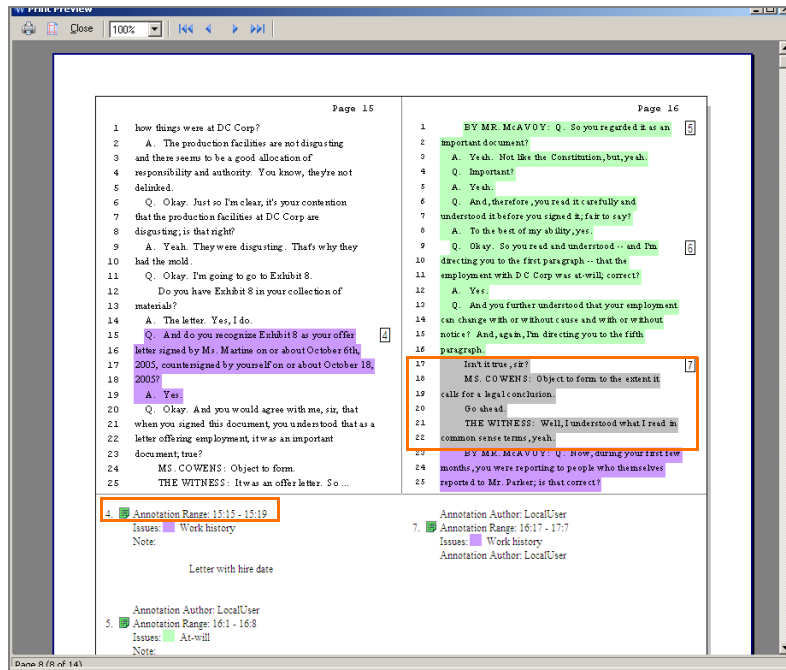 Print Preview
Close
100%
Page 15
1 how things were at DC Corp?
2 A. The production facilities are not disgusting
3 and there seems to be a good allocation of
4 responsibility and authority. You know, they're not
5 delinked.
6 Q. Okay. Just so I'm clear, it's your contention
7 that the production facilities at DC Corp are
8 disgusting; is that right?
9 A. Yeah. They were disgusting. That's why they
10 had the mold.
11 Q. Okay. I'm going to go to Exhibit 8.
12 Do you have Exhibit 8 in your collection of
13 materials?
14 A. The letter. Yes, I do.
15 Q. And do you recognize Exhibit 8 as your offer 4
16 letter signed by Ms. Martine on or about October 6th,
17 2005, countersigned by yourself on or about October 18,
18 2005?
19 A. Yes.
20 Q. Okay. And you would agree with me, sir, that
21 when you signed this document, you understood that as a
22 letter offering employment, it was an important
23 document; true?
24 MS. COWENS: Object to form.
25 THE WITNESS: It was an offer letter. So ...
Page 16
1 BY MR. McAVOY: Q. So you regarded it as an 5
2 important document?
3 A. Yeah. Not like the Constitution, but, yeah.
4 Q. Important?
5 A. Yeah.
6 Q. And, therefore, you read it carefully and
7 understood it before you signed it; fair to say?
8 A. To the best of my ability, yes.
9 Q. Okay. So you read and understood -- and I'm 6
10 directing you to the first paragraph -- that the
11 employment with DC Corp was at-will; correct?
12 A. Yes.
13 Q. And you further understood that your employment
14 can change with or without cause and with or without
15 notice? And, again, I'm directing you to the fifth
16 paragraph.
17 Isn't it true, sir? 7
18 MS. COWENS: Object to form to the extent it
19 calls for a legal conclusion.
20 Go ahead.
21 THE WITNESS: Well, I understood what I read in
22 common sense terms, yeah.
23 BY MR. McAVOY: Q. Now, during your first few
24 months, you were reporting to people who themselves
25 reported to Mr. Parker; is that correct?
4. Annotation Range: 15:15 - 15:19
Issues: Work history
Note:
Letter with hire date
Annotation Author: LocalUser
5. Annotation Range: 16:1 - 16:8
Issues: At-will
Note:
Annotation Author: LocalUser
7. Annotation Range: 16:17 - 17:7
Issues: Work history
Annotation Author: LocalUser
Page 8 (8 of 14)